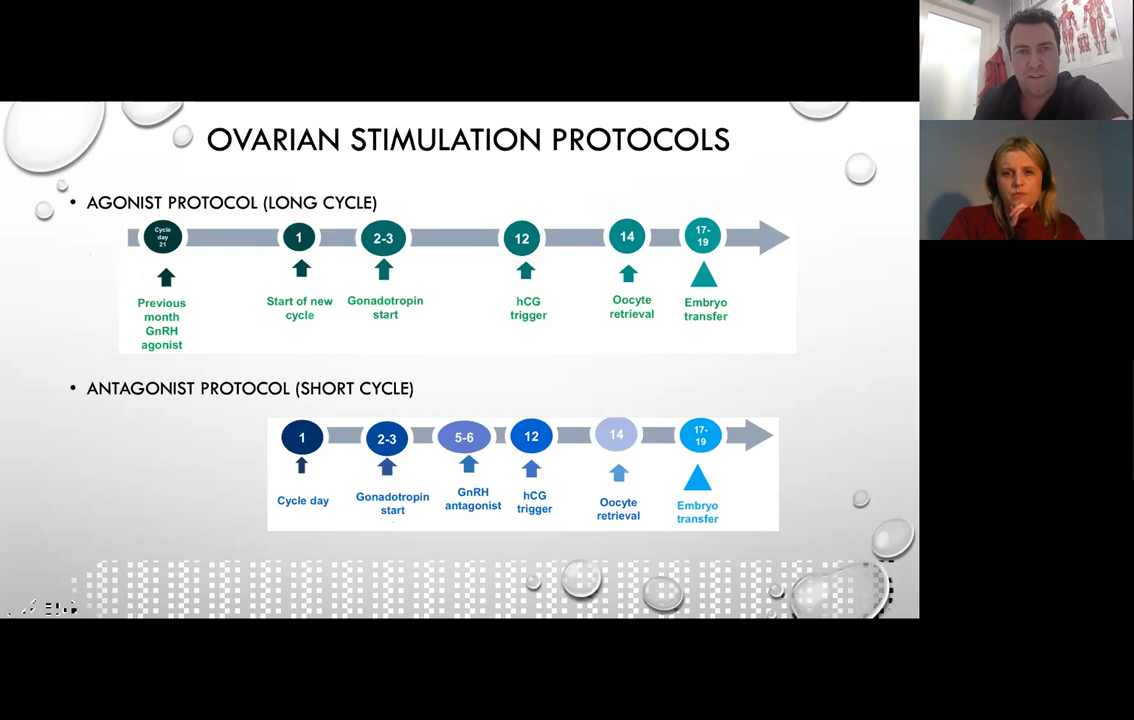 OVARIAN STIMULATION PROTOCOLS
• AGONIST PROTOCOL (LONG CYCLE)
Cycle
day
21
1
2-3
12
14
17-
19
Previous
month
GnRH
agonist
Start of new
cycle
Gonadotropin
start
hCG
trigger
Oocyte
retrieval
Embryo
transfer
• ANTAGONIST PROTOCOL (SHORT CYCLE)
1
2-3
5-6
12
14
17-
19
Cycle day
Gonadotropin
start
GnRH
antagonist
hCG
trigger
Oocyte
retrieval
Embryo
transfer